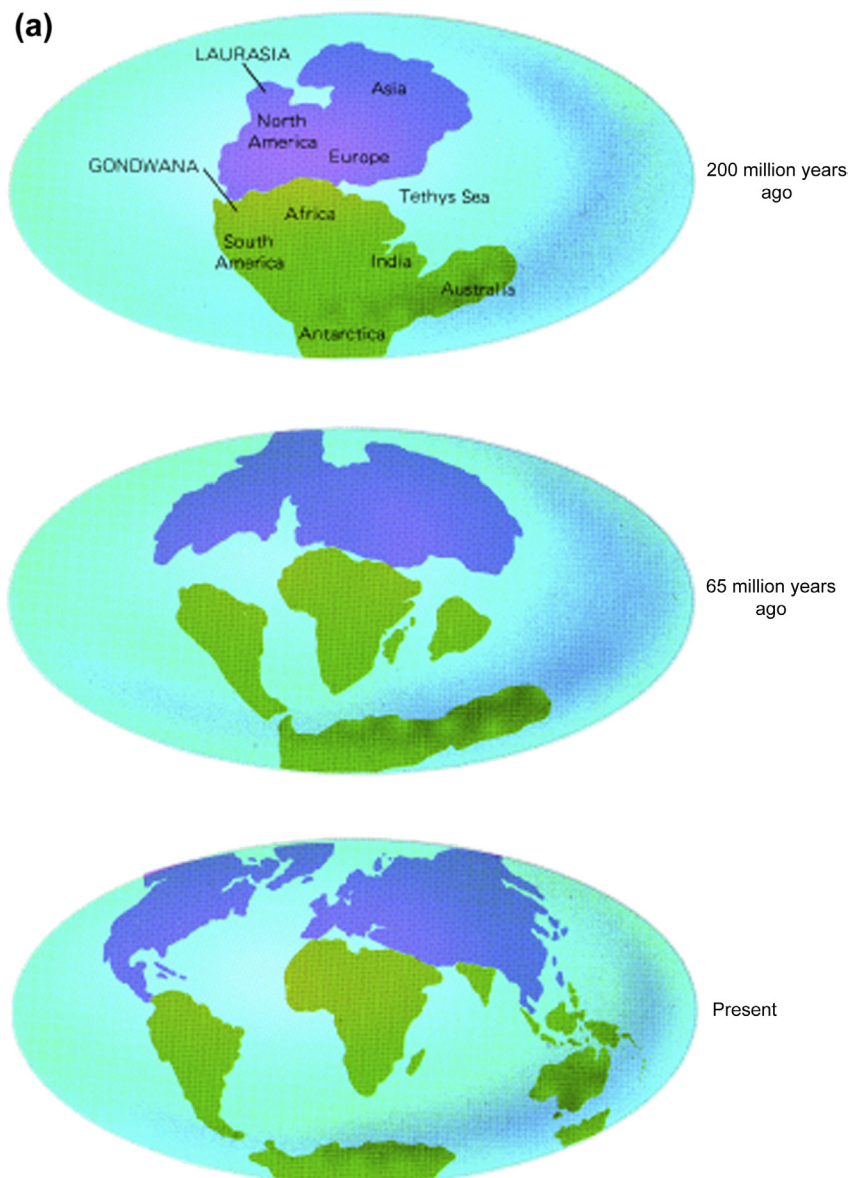 (a)
LAURASIA
Asia
North
America
Europe
GONDWANA
200 million years
ago
Tethys Sea
Africa
South
America
India
Australia
Antarctica
65 million years
ago
Present